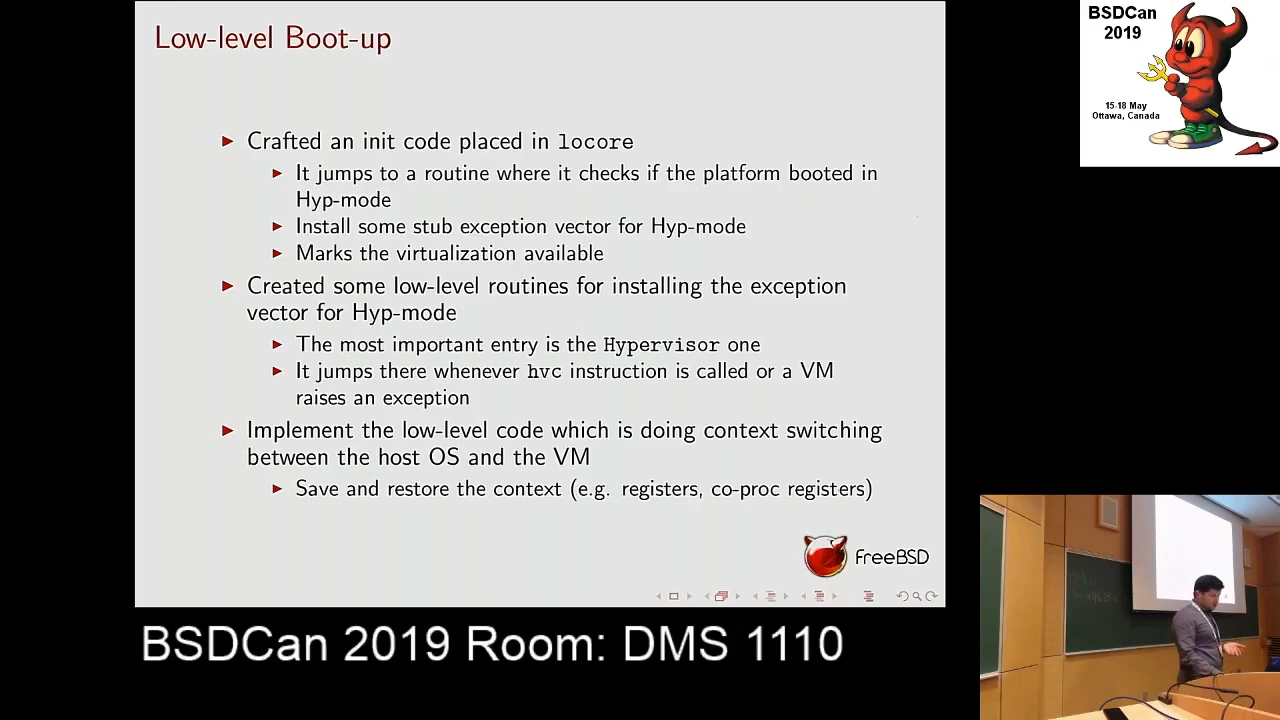 Low-level Boot-up
BSDCan
2019
15-18 May
Ottawa, Canada
► Crafted an init code placed in locore
► It jumps to a routine where it checks if the platform booted in
Hyp-mode
► Install some stub exception vector for Hyp-mode
► Marks the virtualization available
► Created some low-level routines for installing the exception
vector for Hyp-mode
► The most important entry is the Hypervisor one
► It jumps there whenever hvc instruction is called or a VM
raises an exception
► Implement the low-level code which is doing context switching
between the host OS and the VM
► Save and restore the context (e.g. registers, co-proc registers)
FreeBSD
BSDCan 2019 Room: DMS 1110